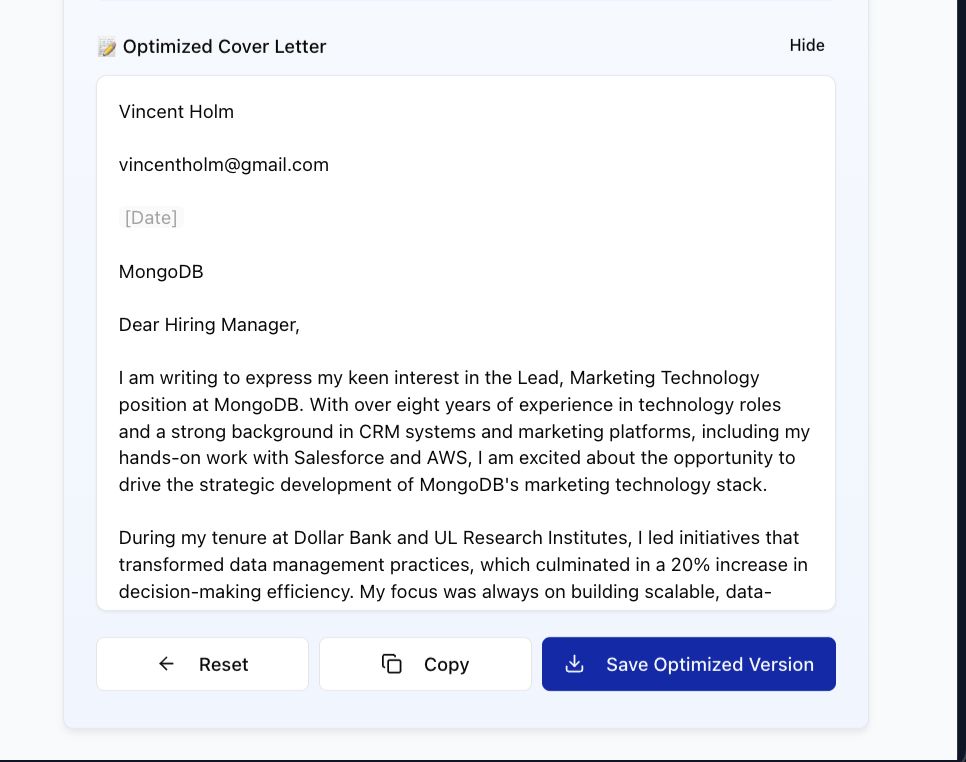 📝 Optimized Cover Letter
Hide
Vincent Holm
vincentholm@gmail.com
[Date]
MongoDB
Dear Hiring Manager,
I am writing to express my keen interest in the Lead, Marketing Technology
position at MongoDB. With over eight years of experience in technology roles
and a strong background in CRM systems and marketing platforms, including my
hands-on work with Salesforce and AWS, I am excited about the opportunity to
drive the strategic development of MongoDB's marketing technology stack.
During my tenure at Dollar Bank and UL Research Institutes, I led initiatives that
transformed data management practices, which culminated in a 20% increase in
decision-making efficiency. My focus was always on building scalable, data-
Reset
Copy
Save Optimized Version